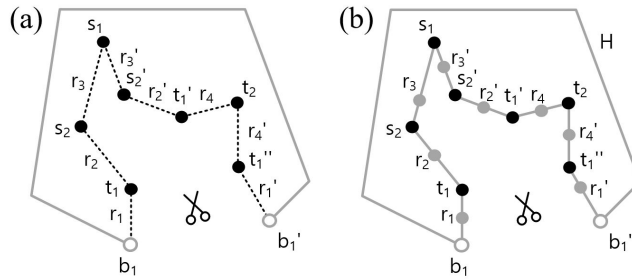 (a)
s₁
r₃'
r₃
s₂'
r₂'
t₁'
r₄
t₂
s₂
r₂
r₄'
t₁''
t₁
r₁
r₁'
b₁
b₁'
(b)
s₁
H
r₃'
r₃
s₂'
r₂'
t₁'
r₄
t₂
s₂
r₂
r₄'
t₁''
t₁
r₁
r₁'
b₁
b₁'